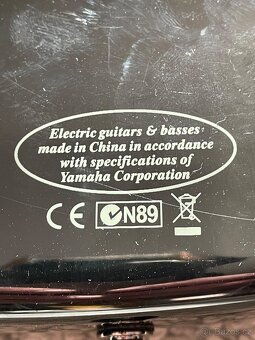 Electric guitars & basses
made in China in accordance
with specifications of
Yamaha Corporation
CE N89